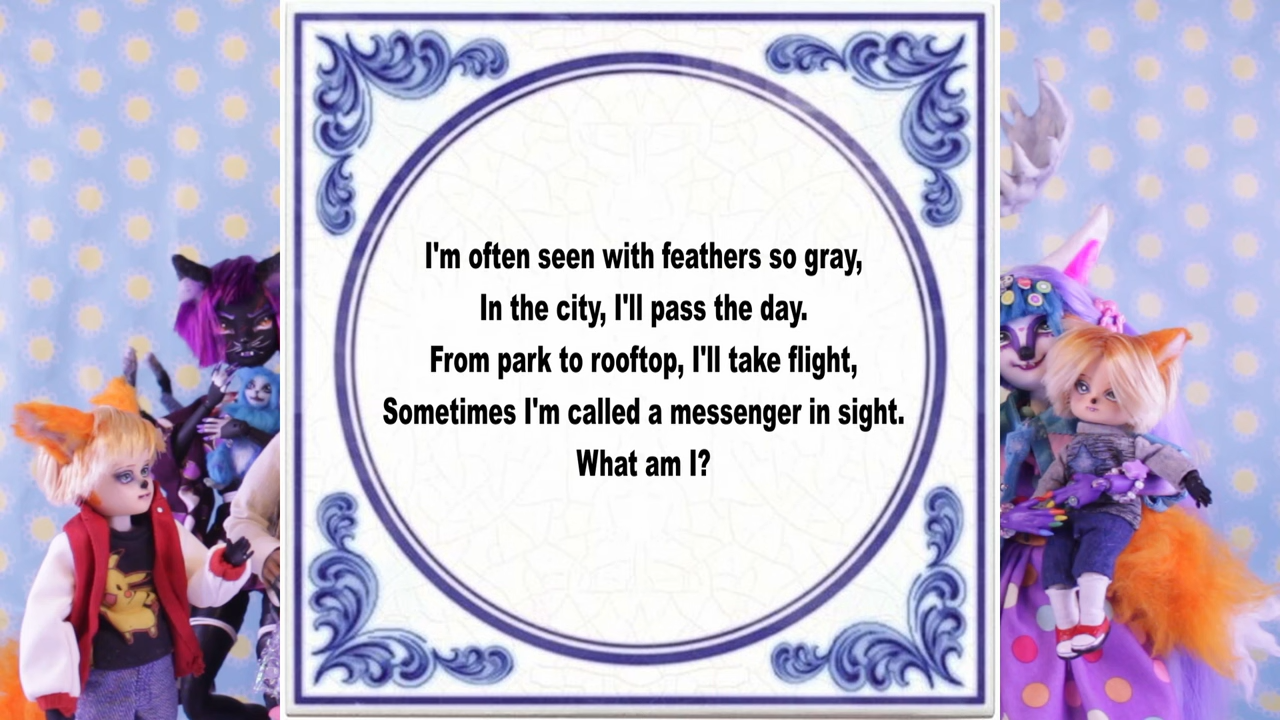 I'm often seen with feathers so gray,
In the city, I'll pass the day.
From park to rooftop, I'll take flight,
Sometimes I'm called a messenger in sight.
What am I?